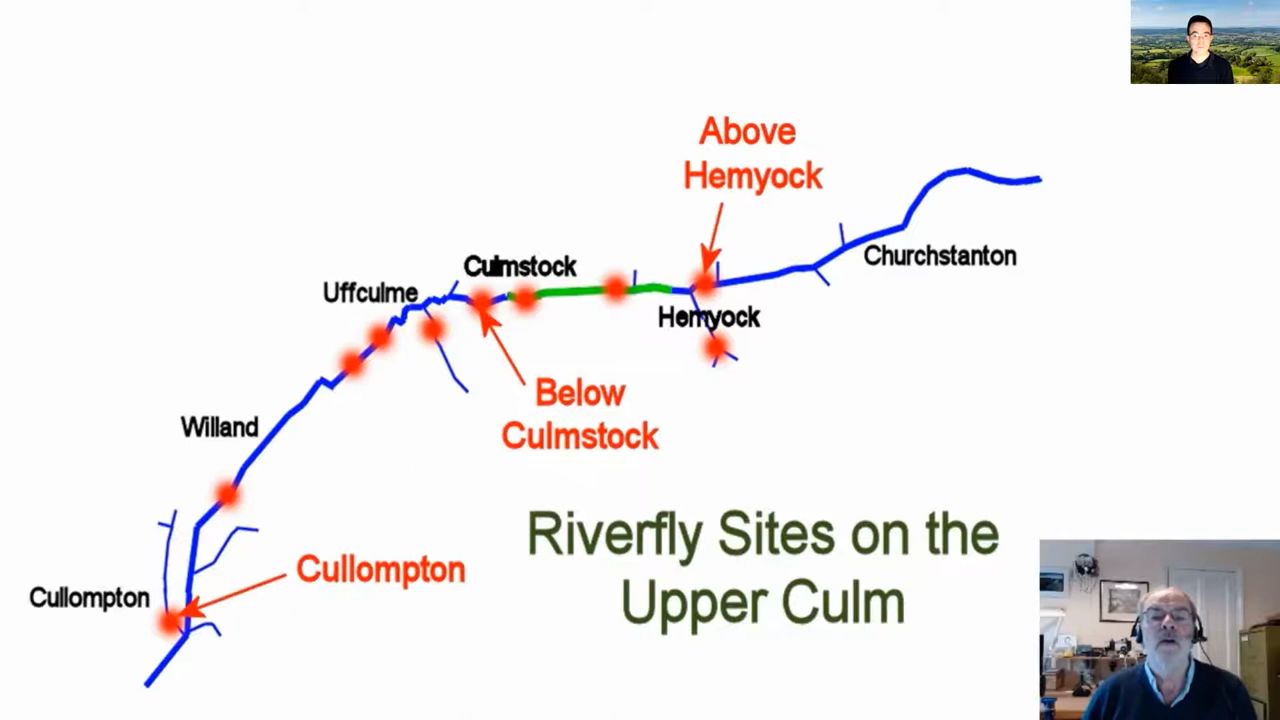 Above
Hemyock
Churchstanton
Culmstock
Uffculme
Hemyock
Below
Culmstock
Willand
Riverfly Sites on the
Upper Culm
Cullompton
Cullompton